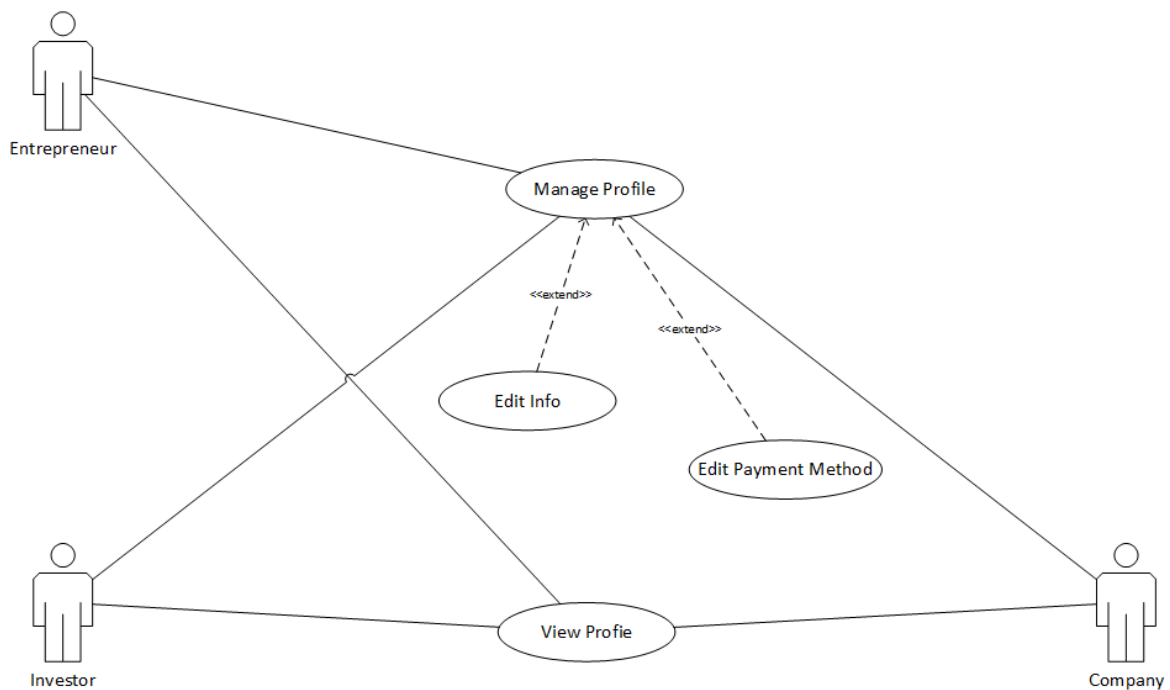 Entrepreneur
Manage Profile
<<extend>>
<<extend>>
Edit Info
Edit Payment Method
View Profie
Investor
Company